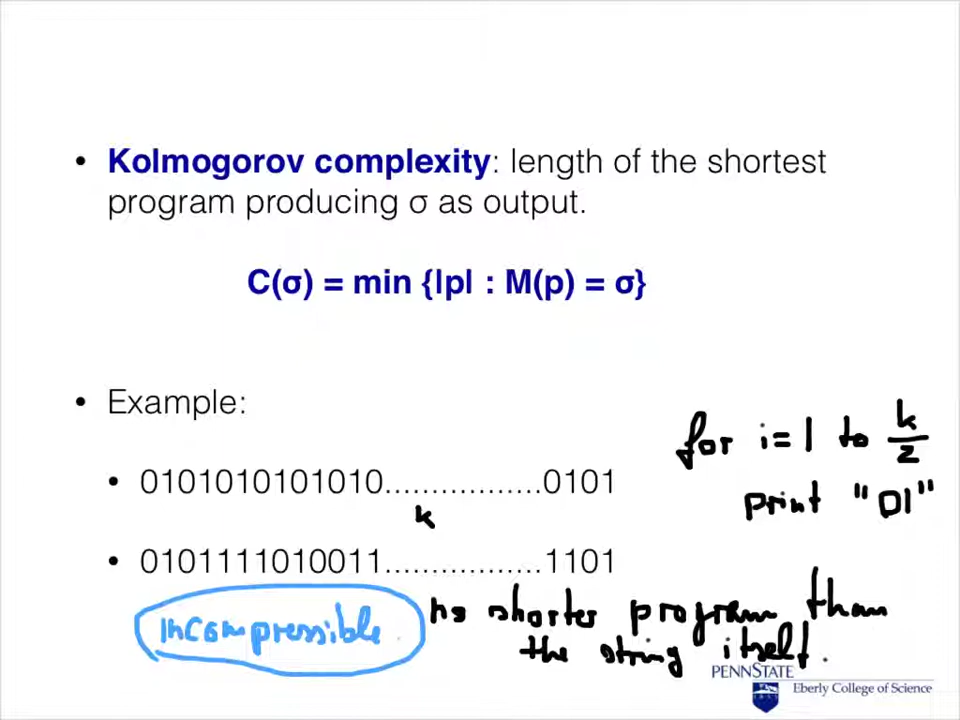 • Kolmogorov complexity: length of the shortest
program producing σ as output.
C(σ) = min {|p| : M(p) = σ}
• Example:
for i = 1 to k/2
• 0101010101010.................0101
print "01"
k
• 0101111010011.................1101
incompressible
no shorter program than
the string itself.
PENNSTATE
Eberly College of Science